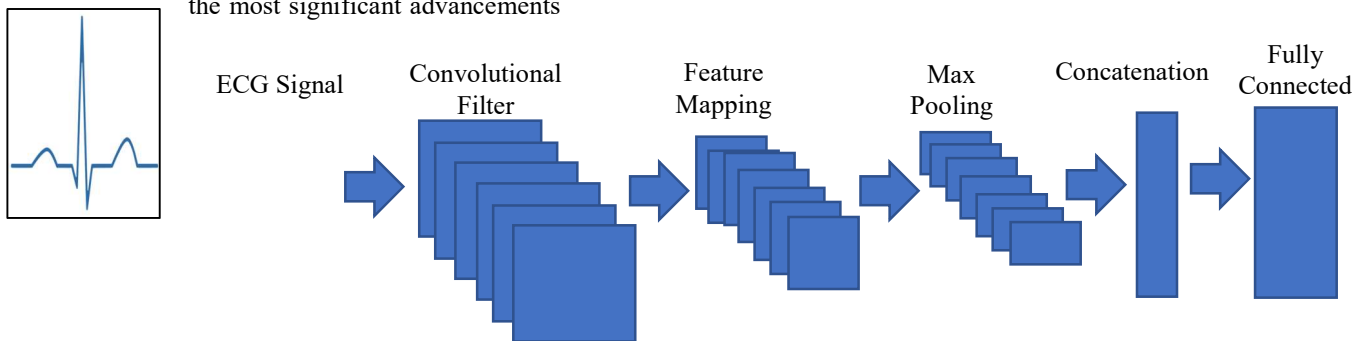 the most significant advancements
ECG Signal
Convolutional
Filter
Feature
Mapping
Max
Pooling
Concatenation
Fully
Connected